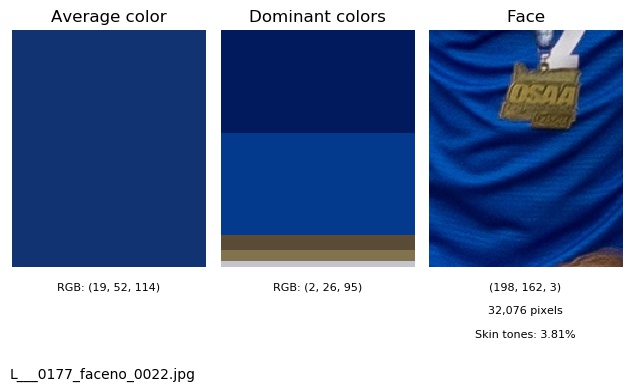 Average color
Dominant colors
Face
OSAA
RGB: (19, 52, 114)
RGB: (2, 26, 95)
(198, 162, 3)
32,076 pixels
Skin tones: 3.81%
L___0177_faceno_0022.jpg